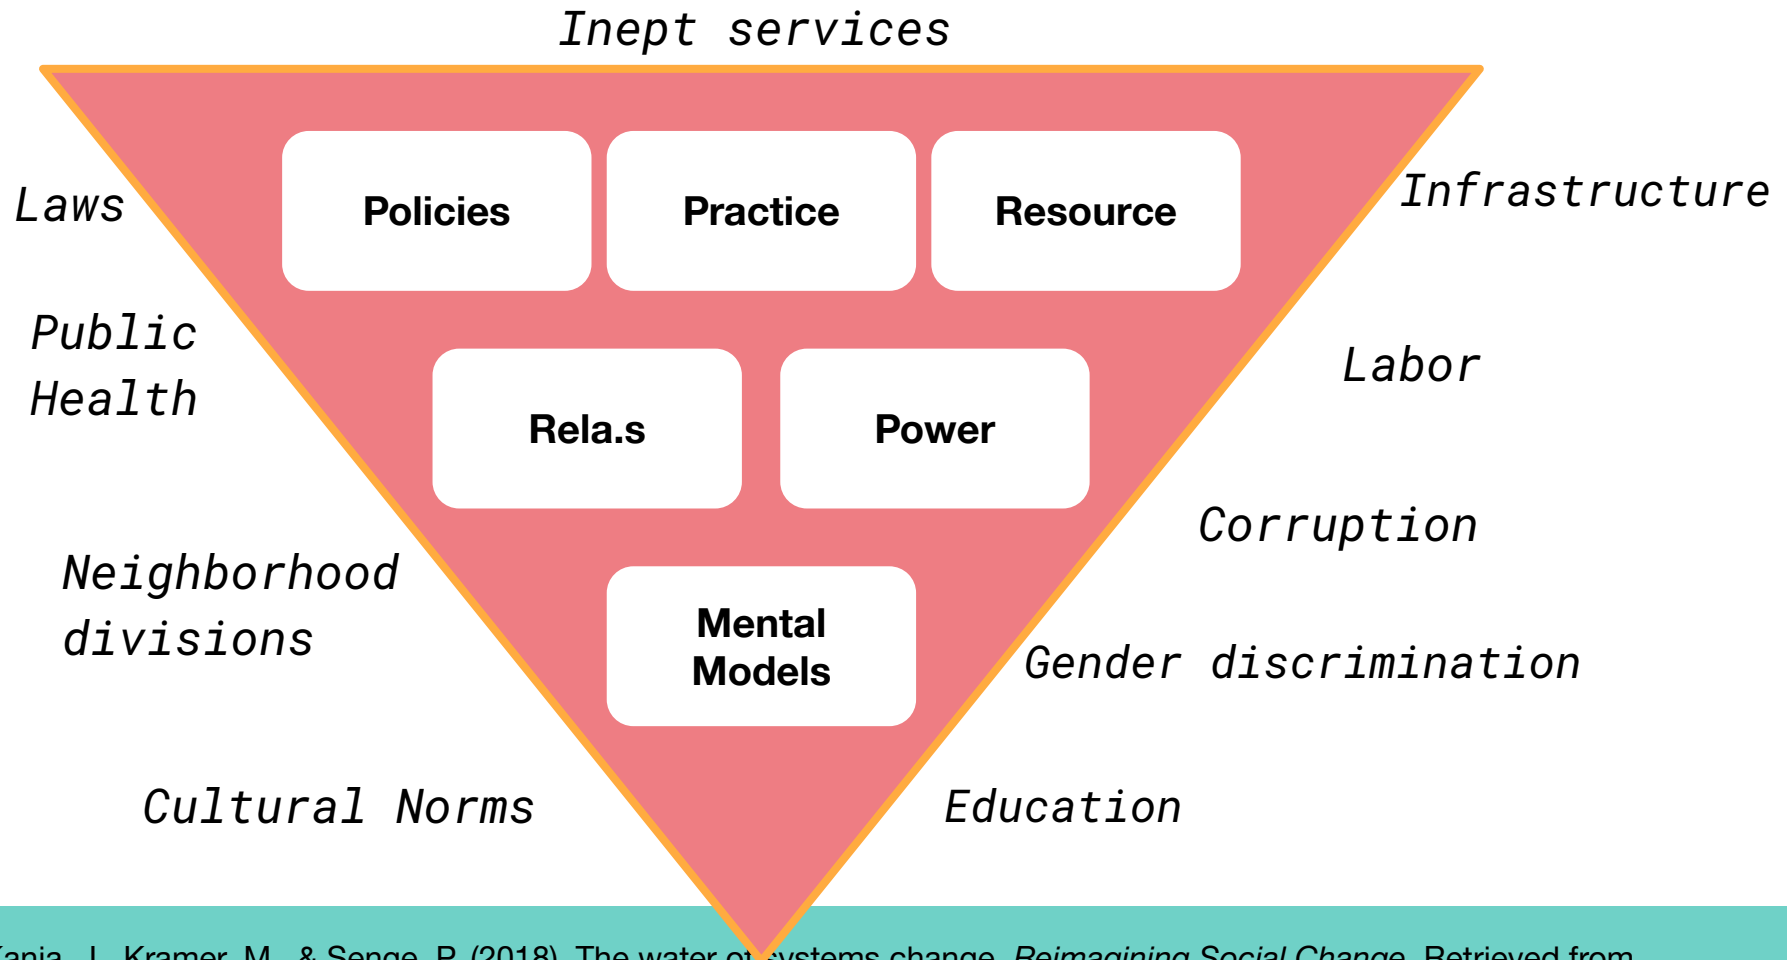 Inept services
Laws
Policies
Practice
Resource
Infrastructure
Public
Health
Labor
Rela.s
Power
Corruption
Neighborhood
divisions
Mental
Models
Gender discrimination
Cultural Norms
Education
Kania, J., Kramer, M., & Senge, P. (2018). The water of systems change. Reimagining Social Change. Retrieved from